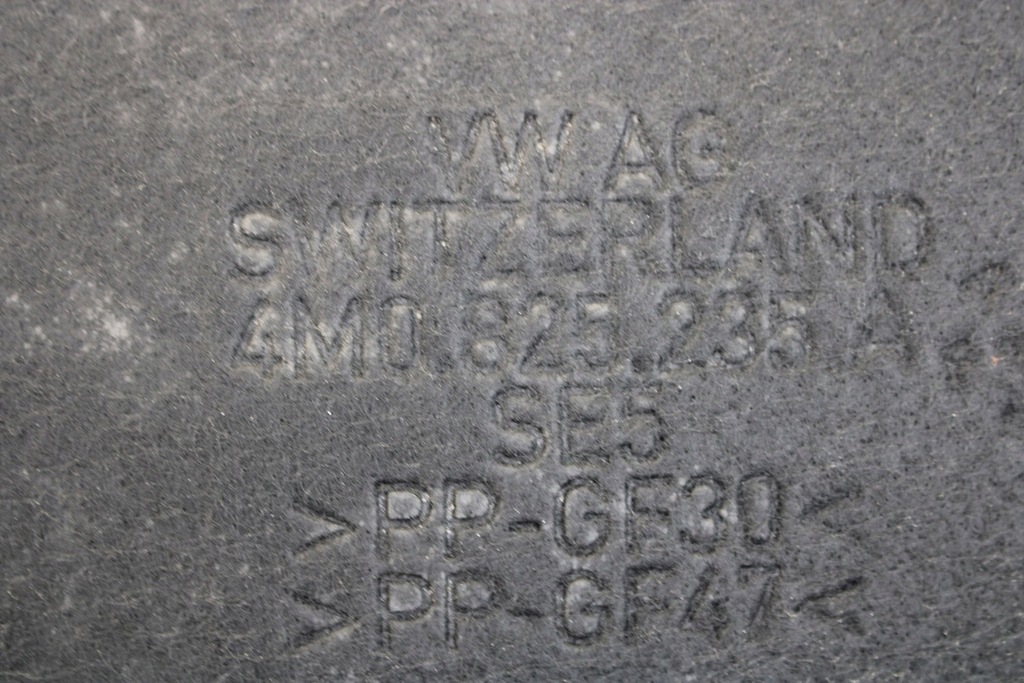 VW AG
SWITZERLAND
4M0.825.235 A
SE5
>PP-GF30<
>PP-GF47<